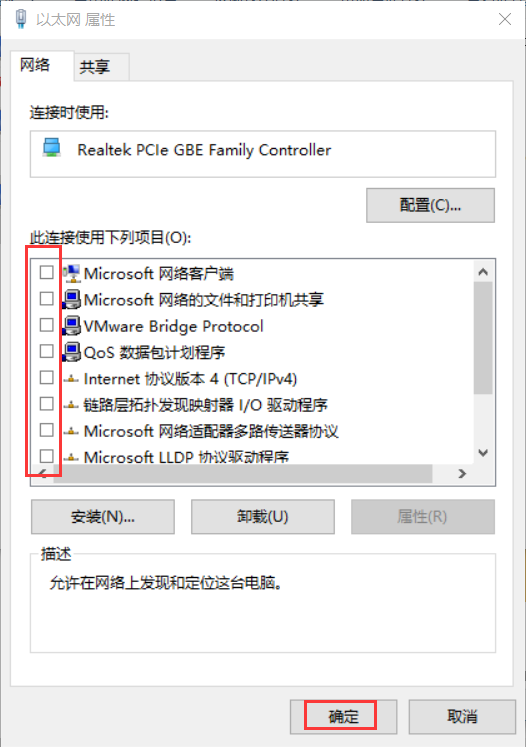 以太网 属性
网络
共享
连接时使用:
Realtek PCIe GBE Family Controller
配置(C)...
此连接使用下列项目(O):
Microsoft 网络客户端
Microsoft 网络的文件和打印机共享
VMware Bridge Protocol
QoS 数据包计划程序
Internet 协议版本 4 (TCP/IPv4)
链路层拓扑发现映射器 I/O 驱动程序
Microsoft 网络适配器多路传送器协议
Microsoft LLDP 协议驱动程序
安装(N)...
卸载(U)
属性(R)
描述
允许在网络上发现和定位这台电脑。
确定
取消